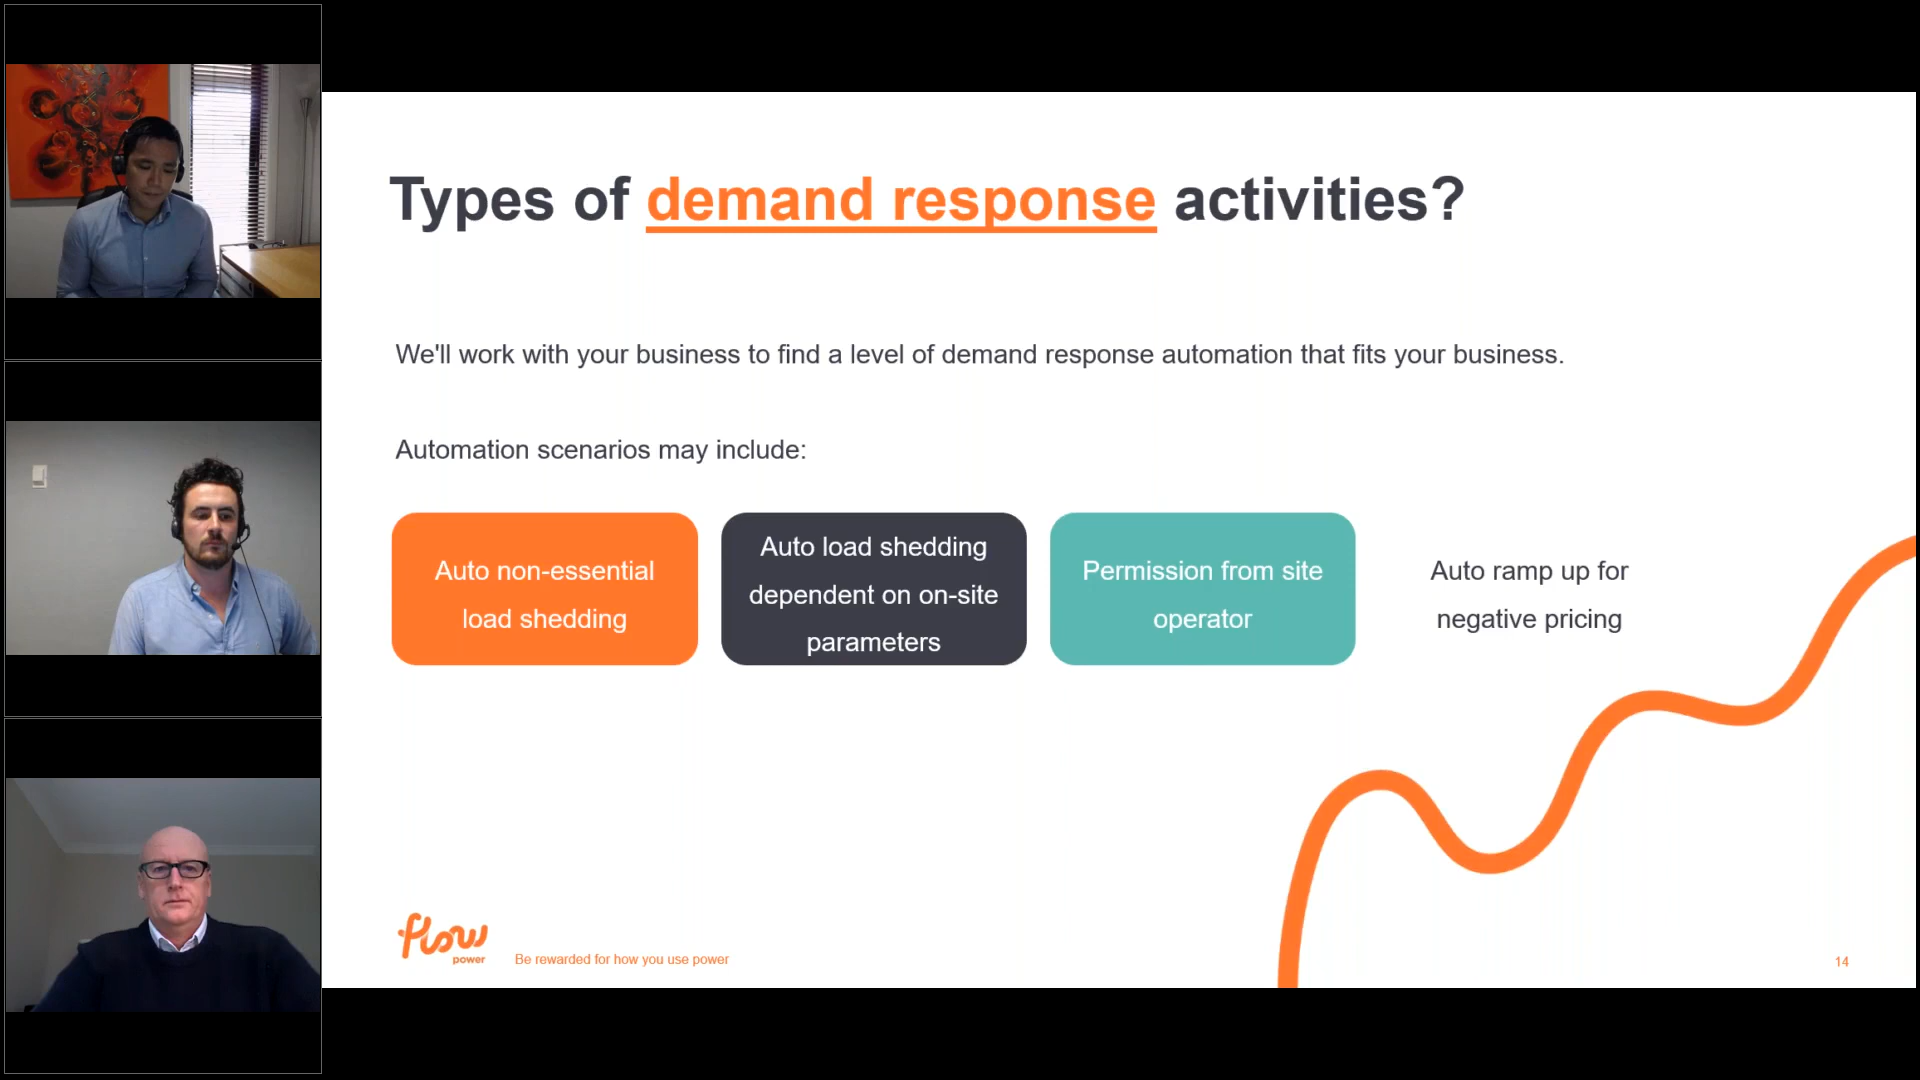 Types of demand response activities?
We'll work with your business to find a level of demand response automation that fits your business.
Automation scenarios may include:
Auto non-essential
load shedding
Auto load shedding
dependent on on-site
parameters
Permission from site
operator
Auto ramp up for
negative pricing
flow
power
Be rewarded for how you use power
14